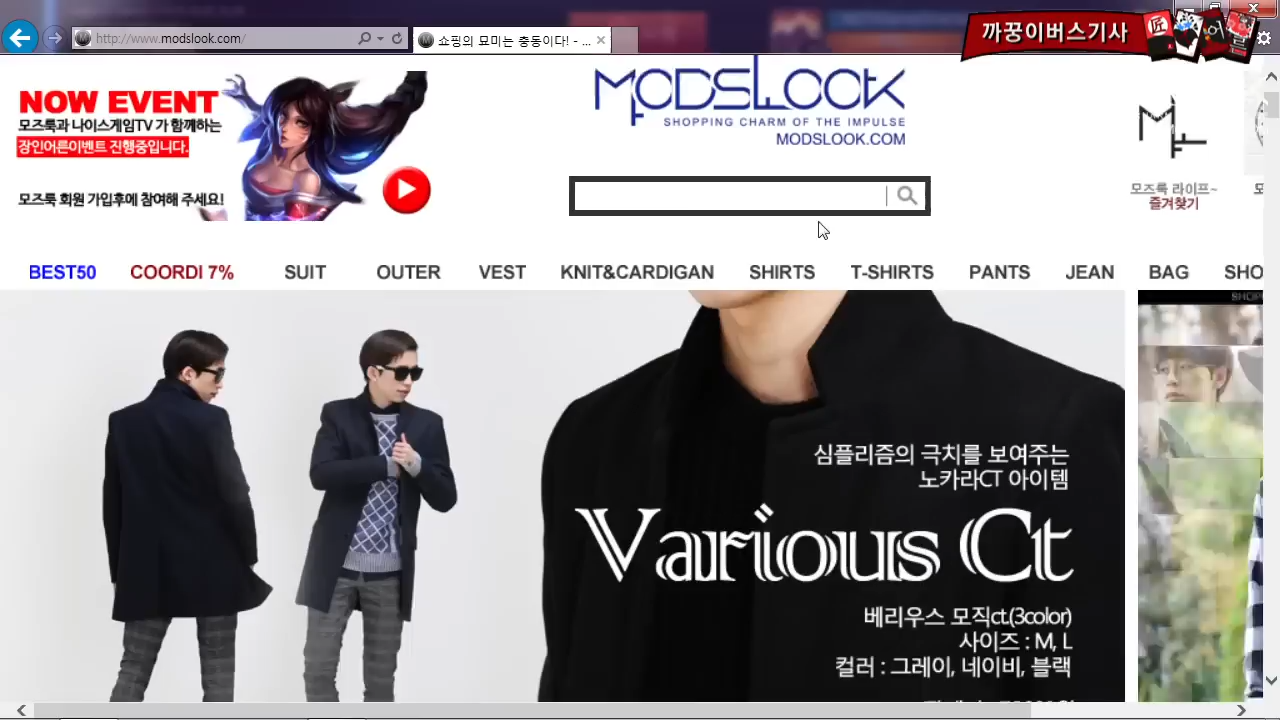 까꿍이버스기사
http://www.modslook.com/
쇼핑의 묘미는 충동이다! - ...
NOW EVENT
모즈룩과 나이스게임TV 가 함께하는
장인어른이벤트 진행중입니다.
모즈룩 회원 가입후에 참여해 주세요!
MODSLOOK
SHOPPING CHARM OF THE IMPULSE
MODSLOOK.COM
모즈룩 라이프~
즐겨찾기
BEST50 COORDI 7% SUIT OUTER VEST KNIT&CARDIGAN SHIRTS T-SHIRTS PANTS JEAN BAG SHO
심플리즘의 극치를 보여주는
노카라CT 아이템
Various Ct
베리우스 모직ct.(3color)
사이즈 : M, L
컬러 : 그레이, 네이비, 블랙